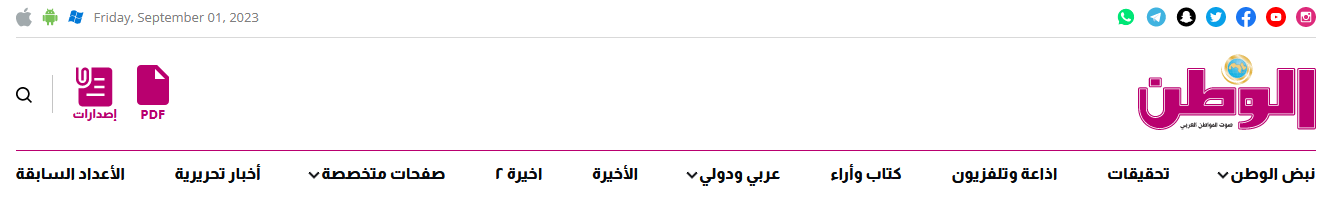 Friday, September 01, 2023
الوطن
صوت المواطن العربي
PDF
إصدارات
نبض الوطن تحقيقات اذاعة وتلفزيون كتاب وأراء عربي ودولي الأخيرة اخيرة ٢ صفحات متخصصة أخبار تحريرية الأعداد السابقة